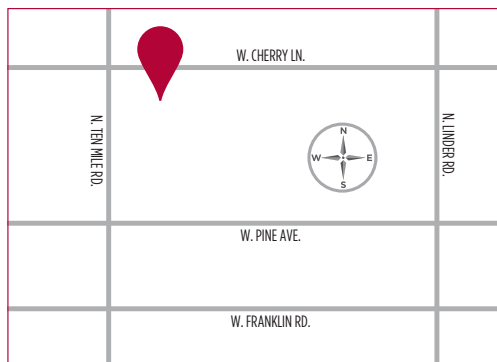 W. CHERRY LN.
N. TEN MILE RD.
N. LINDER RD.
N
W E
S
W. PINE AVE.
W. FRANKLIN RD.